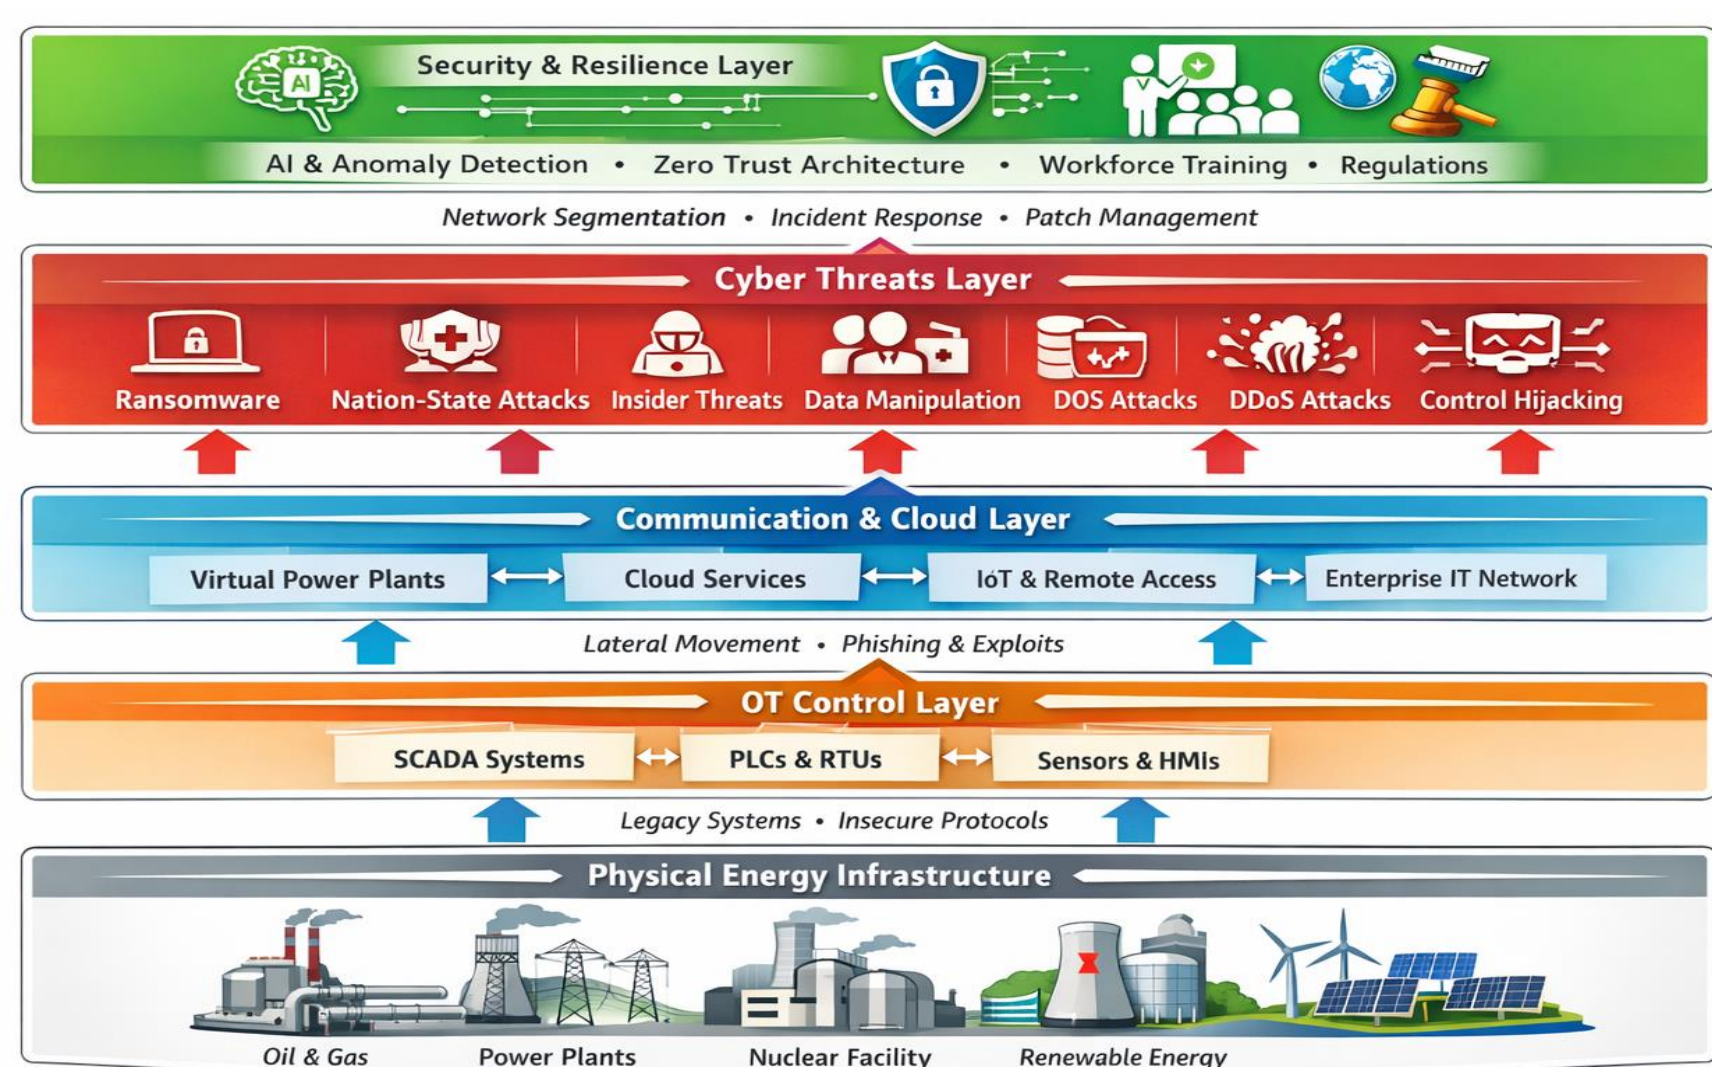 AI
Security & Resilience Layer
AI & Anomaly Detection • Zero Trust Architecture • Workforce Training • Regulations
Network Segmentation • Incident Response • Patch Management
Cyber Threats Layer
Ransomware Nation-State Attacks Insider Threats Data Manipulation DOS Attacks DDoS Attacks Control Hijacking
Communication & Cloud Layer
Virtual Power Plants Cloud Services IóT & Remote Access Enterprise IT Network
Lateral Movement • Phishing & Exploits
OT Control Layer
SCADA Systems PLCs & RTUs Sensors & HMIs
Legacy Systems • Insecure Protocols
Physical Energy Infrastructure
Oil & Gas Power Plants Nuclear Facility Renewable Energy